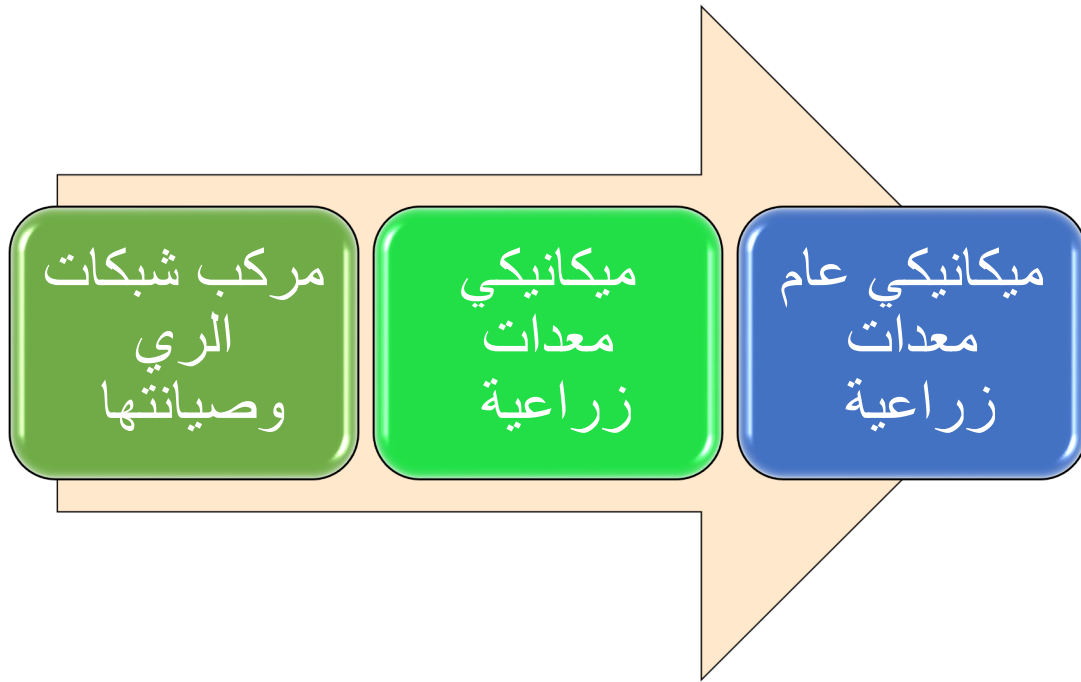 مركب شبكات
الري
وصيانتها
ميكانيكي
معدات
زراعية
ميكانيكي عام
معدات
زراعية